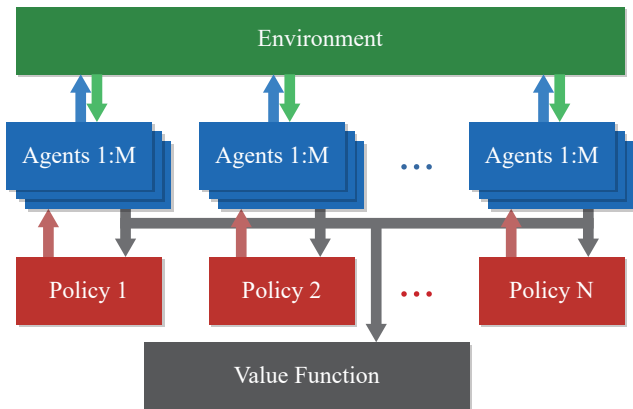 Environment
Agents 1:M
Agents 1:M
...
Agents 1:M
Policy 1
Policy 2
...
Policy N
Value Function